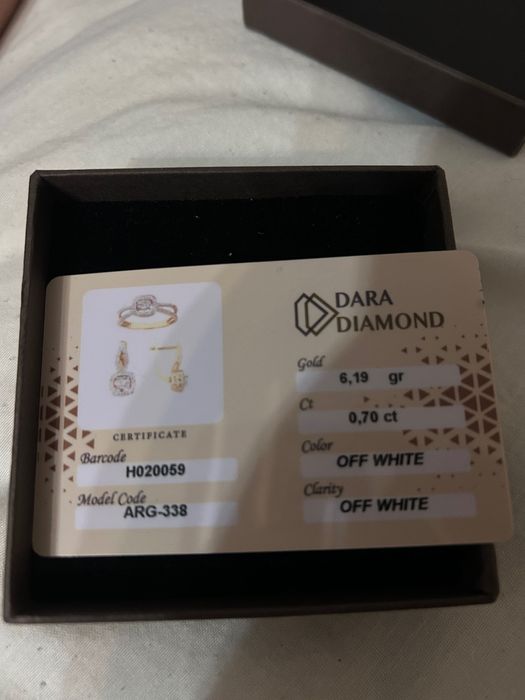 DARA
DIAMOND
CERTIFICATE
Barcode
H020059
Model Code
ARG-338
Gold
6,19 gr
Ct
0,70 ct
Color
OFF WHITE
Clarity
OFF WHITE